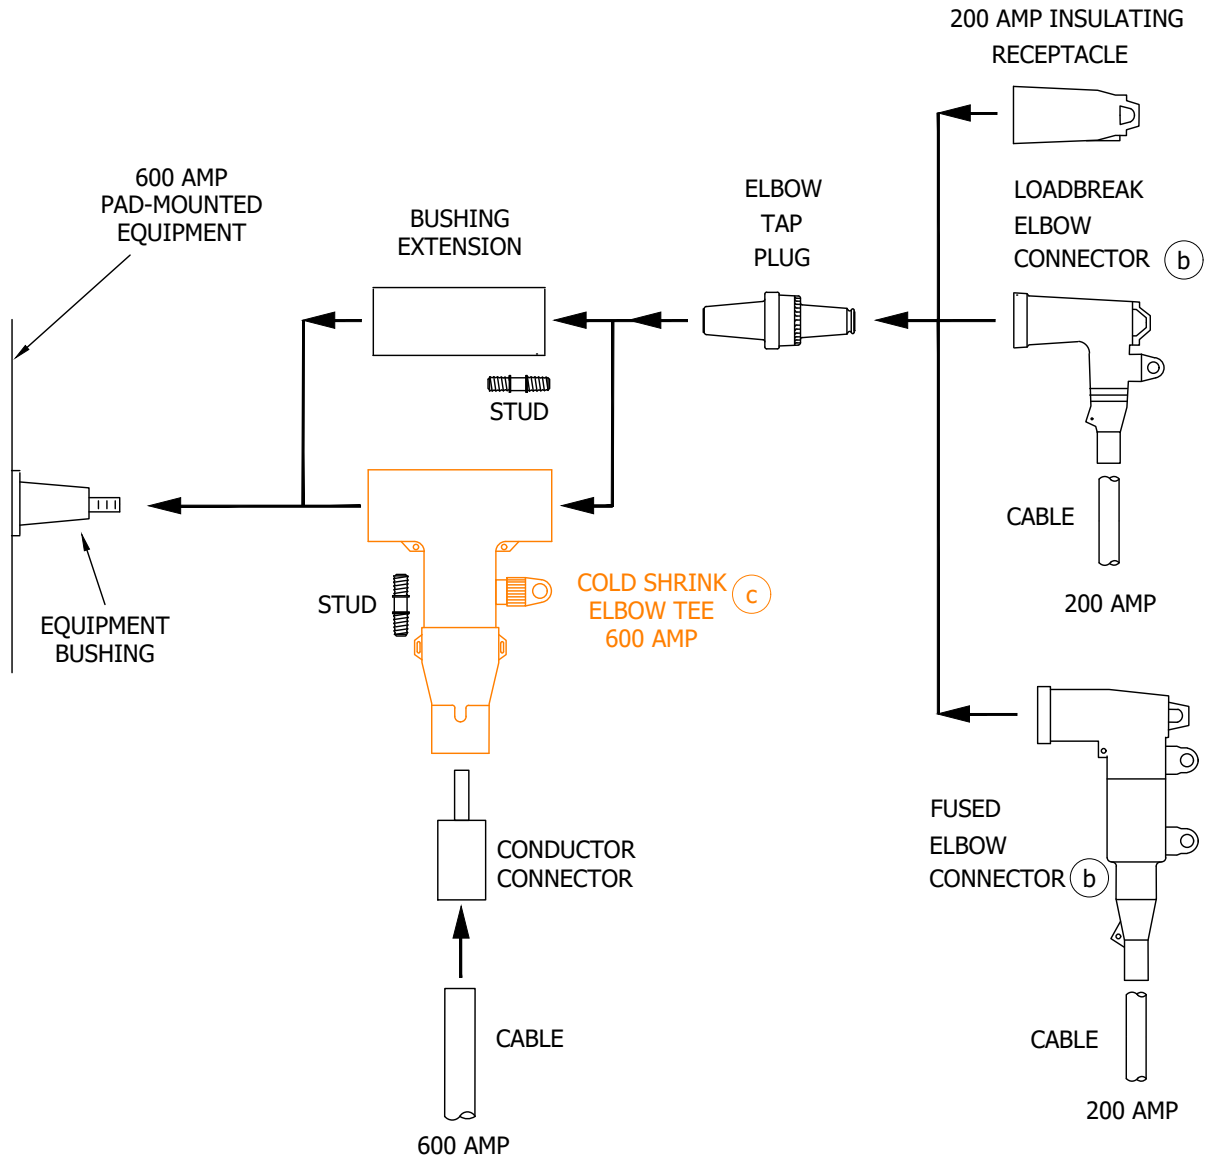 200 AMP INSULATING
RECEPTACLE
600 AMP
PAD-MOUNTED
EQUIPMENT
BUSHING
EXTENSION
ELBOW
TAP
PLUG
LOADBREAK
ELBOW
CONNECTOR b
STUD
CABLE
200 AMP
STUD
COLD SHRINK c
ELBOW TEE
600 AMP
EQUIPMENT
BUSHING
CONDUCTOR
CONNECTOR
FUSED
ELBOW
CONNECTOR b
CABLE
600 AMP
CABLE
200 AMP